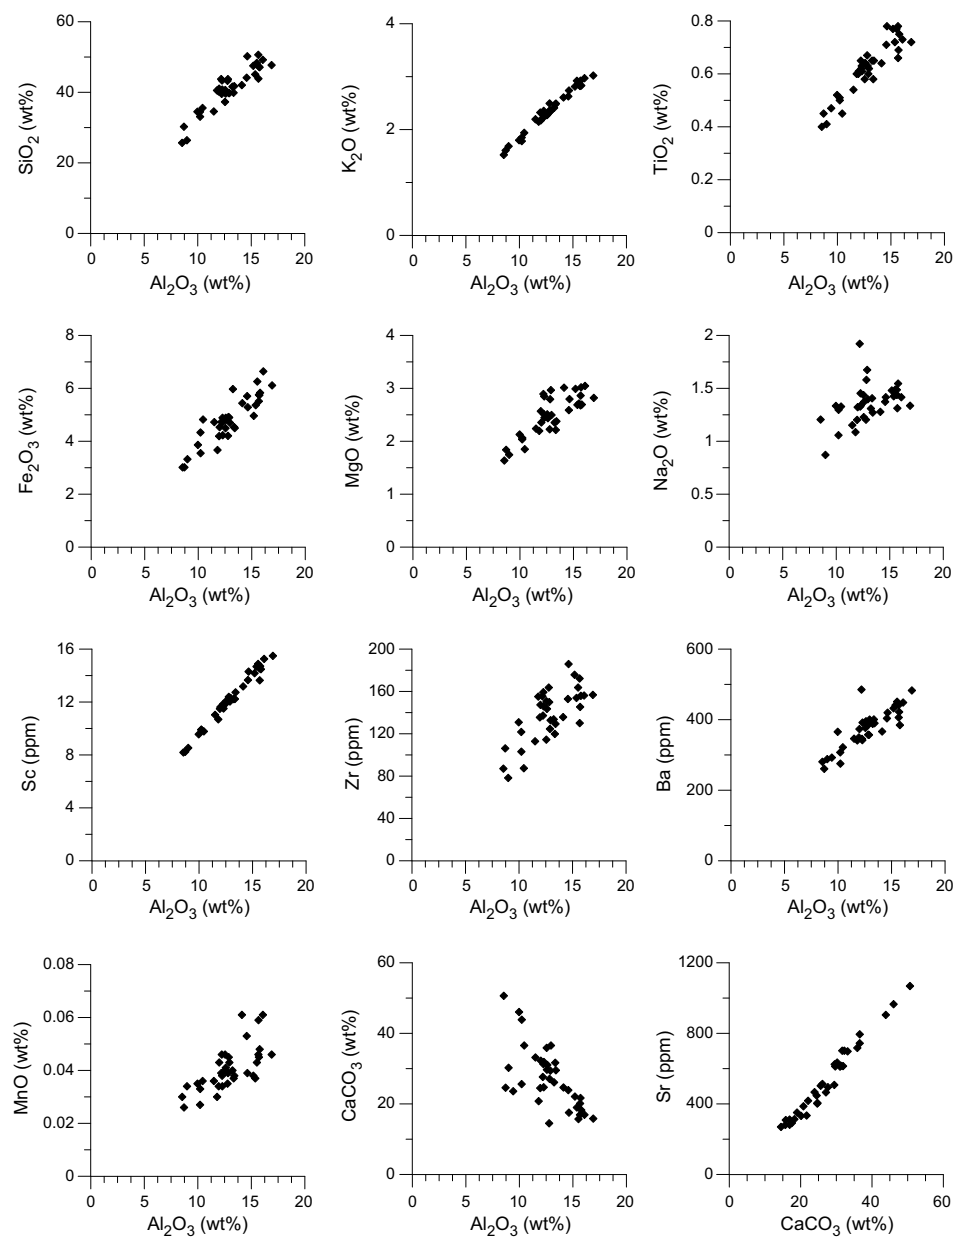 60
40
20
0
SiO2 (wt%)
0 5 10 15 20
Al2O3 (wt%)
4
2
0
K2O (wt%)
0 5 10 15 20
Al2O3 (wt%)
0.8
0.6
0.4
0.2
0
TiO2 (wt%)
0 5 10 15 20
Al2O3 (wt%)
8
6
4
2
0
Fe2O3 (wt%)
0 5 10 15 20
Al2O3 (wt%)
4
3
2
1
0
MgO (wt%)
0 5 10 15 20
Al2O3 (wt%)
2
1.5
1
0.5
0
Na2O (wt%)
0 5 10 15 20
Al2O3 (wt%)
16
12
8
4
0
Sc (ppm)
0 5 10 15 20
Al2O3 (wt%)
200
160
120
80
40
0
Zr (ppm)
0 5 10 15 20
Al2O3 (wt%)
600
400
200
0
Ba (ppm)
0 5 10 15 20
Al2O3 (wt%)
0.08
0.06
0.04
0.02
0
MnO (wt%)
0 5 10 15 20
Al2O3 (wt%)
60
40
20
0
CaCO3 (wt%)
0 5 10 15 20
Al2O3 (wt%)
1200
800
400
0
Sr (ppm)
0 20 40 60
CaCO3 (wt%)